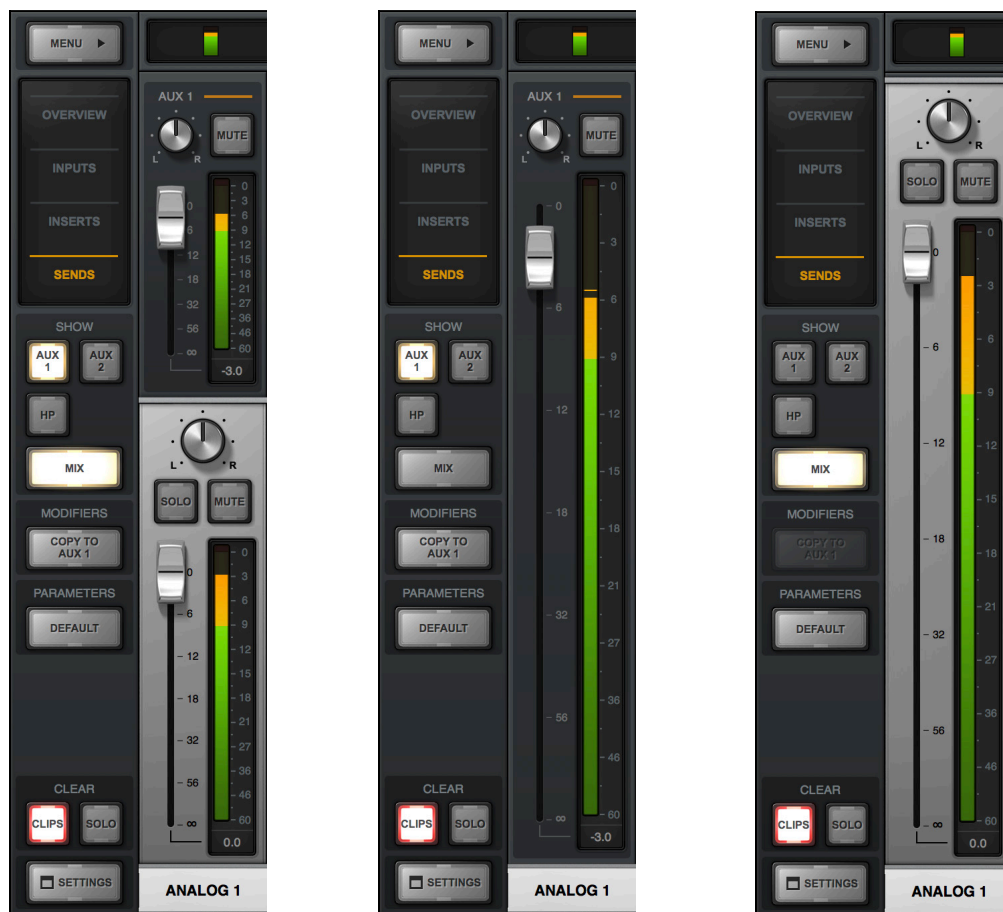 MENU
AUX 1
OVERVIEW
L R
MUTE
INPUTS
INSERTS
SENDS
0
6
12
18
32
56
∞
0
3
6
9
12
15
18
21
27
36
46
60
-3.0
SHOW
AUX 1
AUX 2
HP
MIX
L R
SOLO
MUTE
MODIFIERS
COPY TO
AUX 1
PARAMETERS
DEFAULT
0
6
12
18
32
56
∞
0
3
6
9
12
15
18
21
27
36
46
60
0.0
CLEAR
CLIPS
SOLO
SETTINGS
ANALOG 1
MENU
AUX 1
OVERVIEW
L R
MUTE
INPUTS
INSERTS
SENDS
SHOW
AUX 1
AUX 2
HP
MIX
MODIFIERS
COPY TO
AUX 1
PARAMETERS
DEFAULT
0
6
12
18
32
56
∞
0
3
6
9
12
15
18
21
27
36
46
60
-3.0
CLEAR
CLIPS
SOLO
SETTINGS
ANALOG 1
MENU
OVERVIEW
L R
INPUTS
SOLO
MUTE
INSERTS
SENDS
SHOW
AUX 1
AUX 2
HP
MIX
MODIFIERS
COPY TO
AUX 1
PARAMETERS
DEFAULT
0
6
12
18
32
56
∞
0
3
6
9
12
15
18
21
27
36
46
60
0.0
CLEAR
CLIPS
SOLO
SETTINGS
ANALOG 1